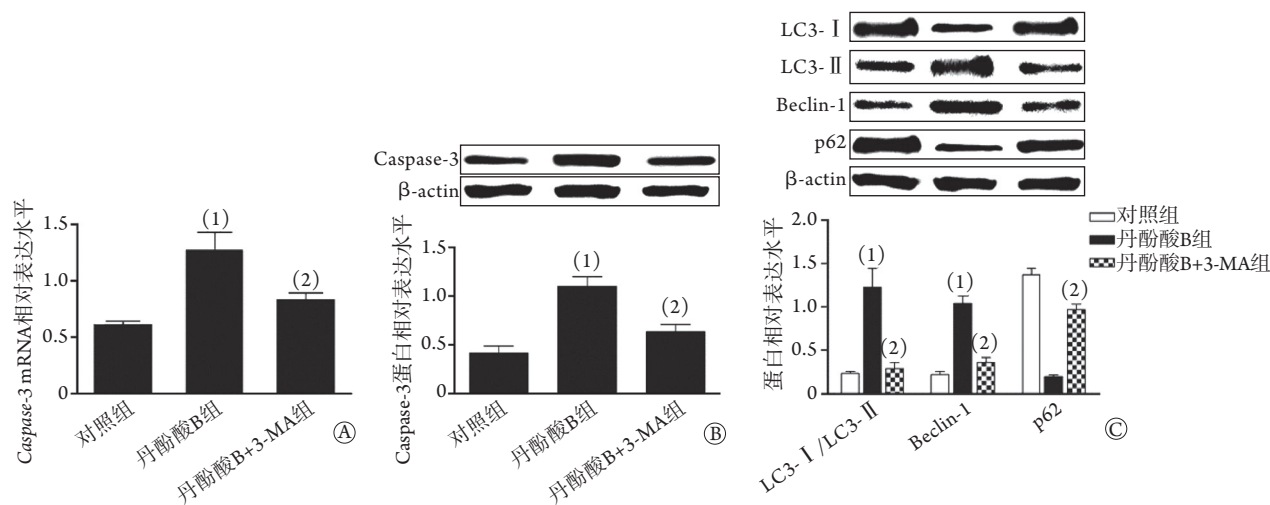 Caspase-3 mRNA相对表达水平
1.5
1.0
0.5
0
(1)
(2)
对照组
丹酚酸B组
丹酚酸B+3-MA组
Ⓐ
Caspase-3
β-actin
Caspase-3蛋白相对表达水平
1.5
1.0
0.5
0
(1)
(2)
对照组
丹酚酸B组
丹酚酸B+3-MA组
Ⓑ
LC3-Ⅰ
LC3-Ⅱ
Beclin-1
p62
β-actin
蛋白相对表达水平
2.0
1.5
1.0
0.5
0
(1)
(2)
(1)
(2)
(2)
对照组
丹酚酸B组
丹酚酸B+3-MA组
LC3-Ⅰ/LC3-Ⅱ
Beclin-1
p62
Ⓒ